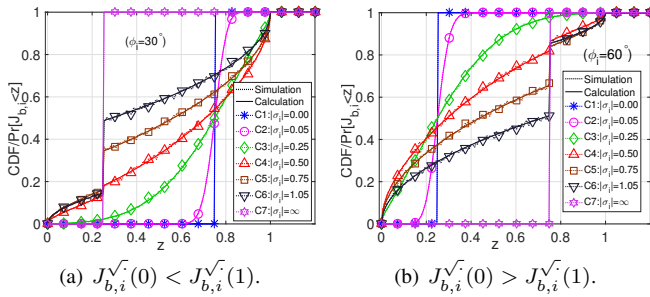 1
0.8
0.6
0.4
0.2
0
CDF/Pr[J_{b,i}<z]
(ϕ_i=30°)
Simulation
Calculation
C1:|σ_i|=0.00
C2:|σ_i|=0.05
C3:|σ_i|=0.25
C4:|σ_i|=0.50
C5:|σ_i|=0.75
C6:|σ_i|=1.05
C7:|σ_i|=∞
0 0.2 0.4 0.6 0.8 1
z
(a) J_{b,i}^{√·}(0) < J_{b,i}^{√·}(1).
1
0.8
0.6
0.4
0.2
0
CDF/Pr[J_{b,i}<z]
(ϕ_i=60°)
Simulation
Calculation
C1:|σ_i|=0.00
C2:|σ_i|=0.05
C3:|σ_i|=0.25
C4:|σ_i|=0.50
C5:|σ_i|=0.75
C6:|σ_i|=1.05
C7:|σ_i|=∞
0 0.2 0.4 0.6 0.8 1
z
(b) J_{b,i}^{√·}(0) > J_{b,i}^{√·}(1).